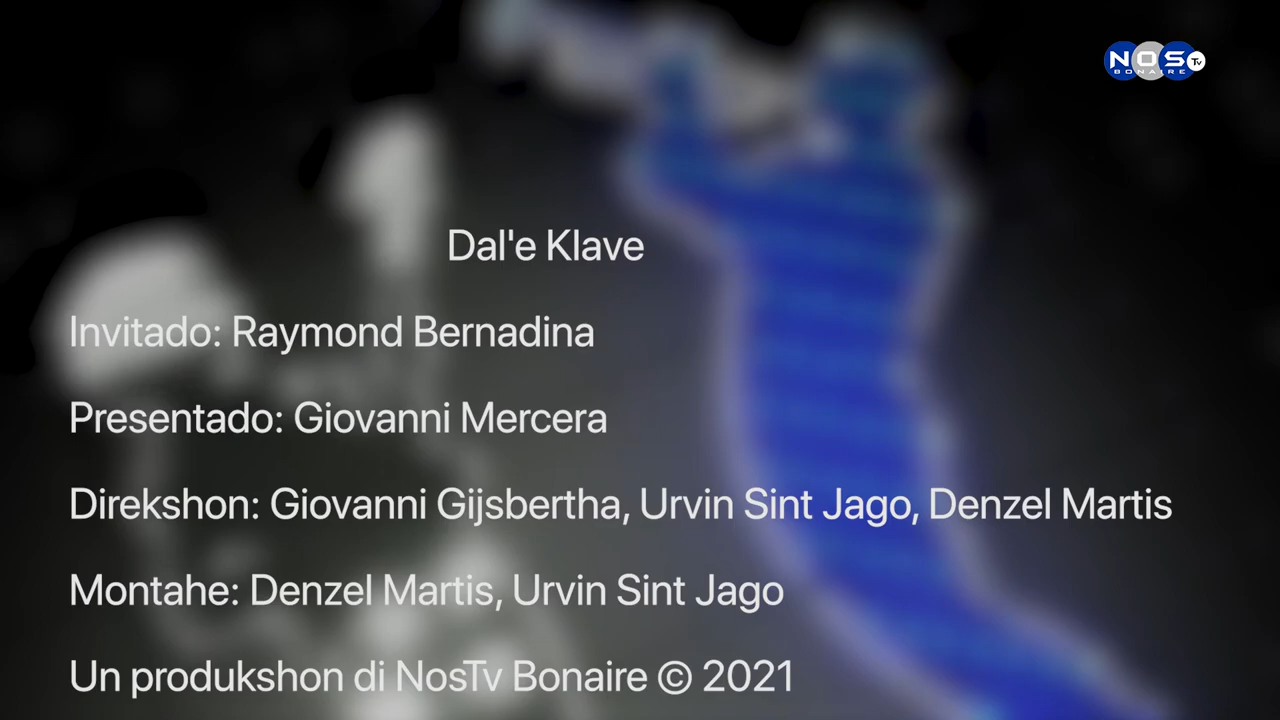 NOS TV
BONAIRE
Dal'e Klave
Invitado: Raymond Bernadina
Presentado: Giovanni Mercera
Direkshon: Giovanni Gijsbertha, Urvin Sint Jago, Denzel Martis
Montahe: Denzel Martis, Urvin Sint Jago
Un produkshon di NosTv Bonaire © 2021